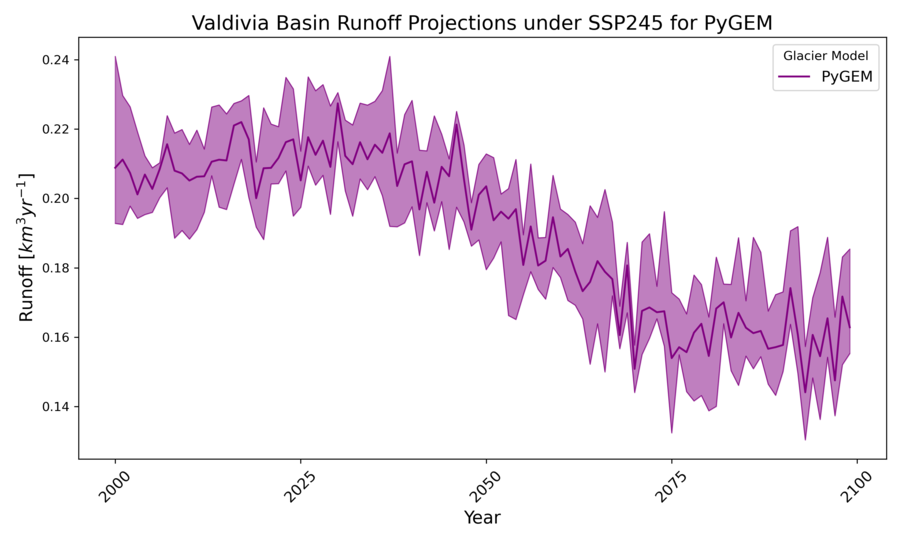 Valdivia Basin Runoff Projections under SSP245 for PyGEM
Glacier Model
PyGEM
Runoff [km³yr⁻¹]
0.24
0.22
0.20
0.18
0.16
0.14
2000
2025
2050
2075
2100
Year